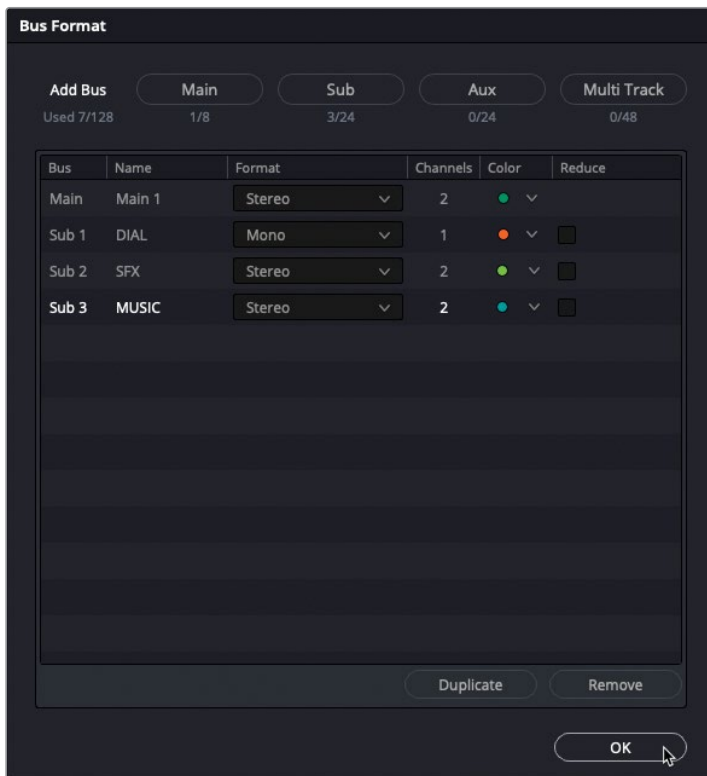 Bus Format
Add Bus Main Sub Aux Multi Track
Used 7/128 1/8 3/24 0/24 0/48
Bus Name Format Channels Color Reduce
Main Main 1 Stereo 2
Sub 1 DIAL Mono 1
Sub 2 SFX Stereo 2
Sub 3 MUSIC Stereo 2
Duplicate Remove
OK